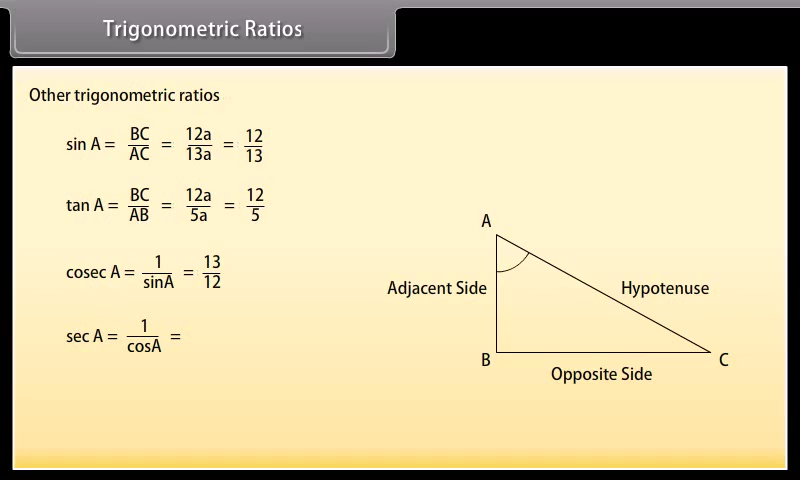 Trigonometric Ratios
Other trigonometric ratios
sin A = BC/AC = 12a/13a = 12/13
tan A = BC/AB = 12a/5a = 12/5
cosec A = 1/sinA = 13/12
sec A = 1/cosA =
A
Adjacent Side
Hypotenuse
B
C
Opposite Side